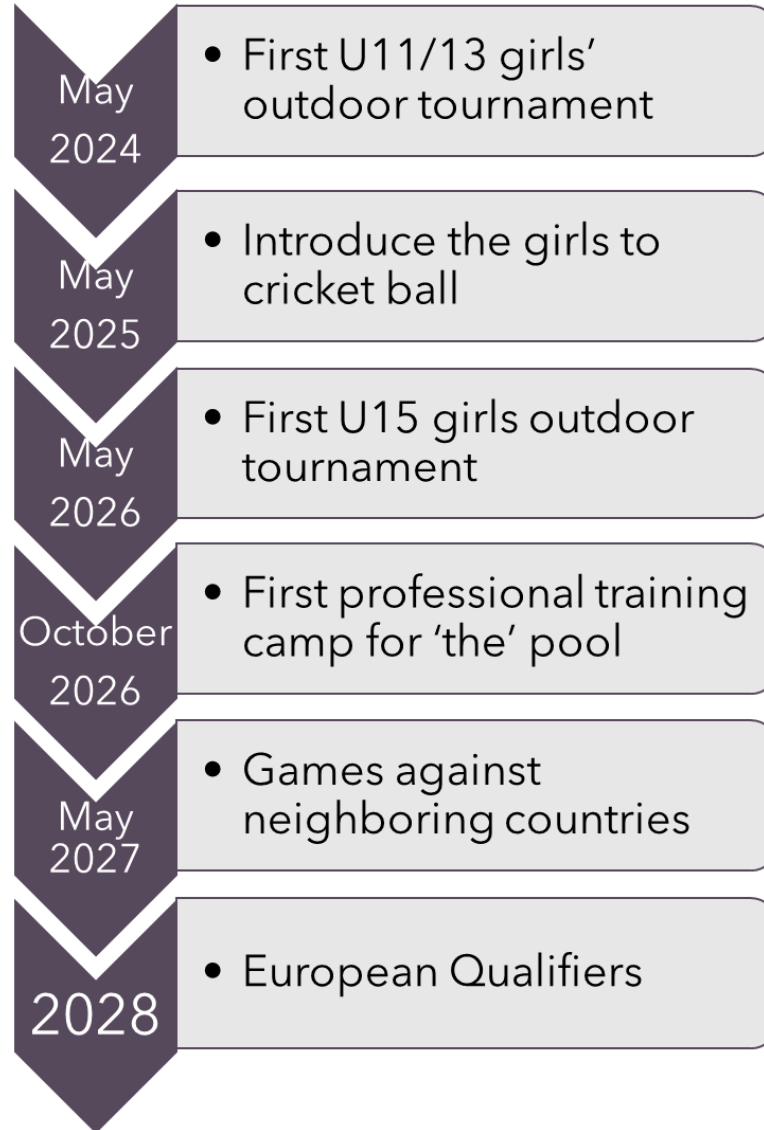 May
2024
• First U11/13 girls’
outdoor tournament
May
2025
• Introduce the girls to
cricket ball
May
2026
• First U15 girls outdoor
tournament
October
2026
• First professional training
camp for ‘the’ pool
May
2027
• Games against
neighboring countries
2028
• European Qualifiers